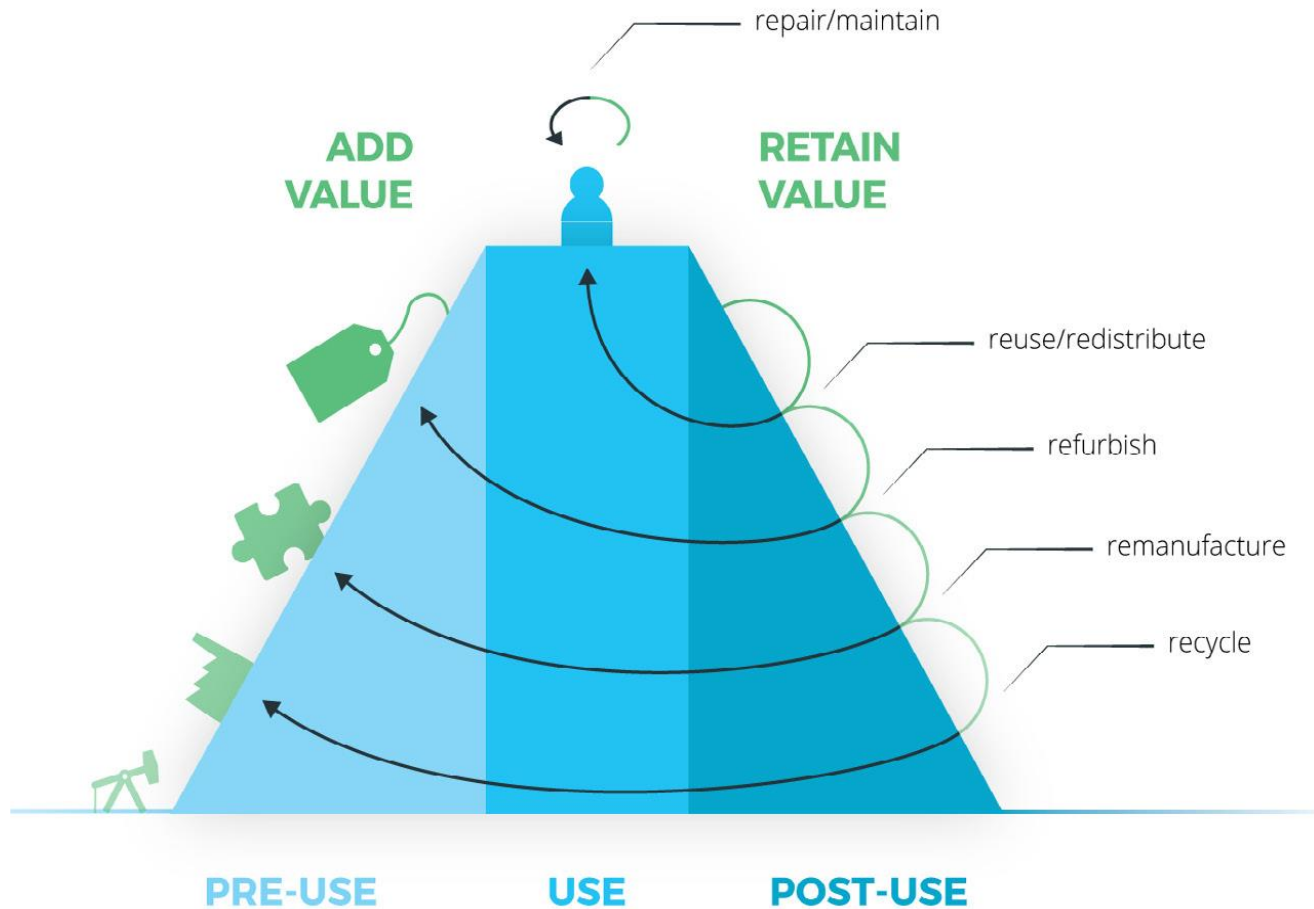 repair/maintain
ADD
VALUE
RETAIN
VALUE
reuse/redistribute
refurbish
remanufacture
recycle
PRE-USE
USE
POST-USE